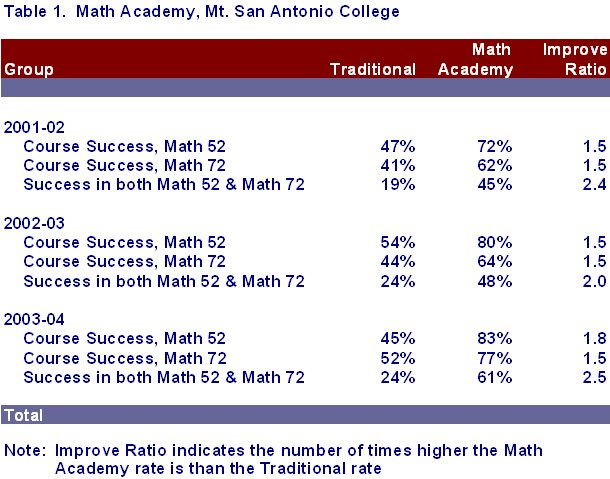 Table 1. Math Academy, Mt. San Antonio College
Group Traditional Math Academy Improve Ratio
2001-02
Course Success, Math 52 47% 72% 1.5
Course Success, Math 72 41% 62% 1.5
Success in both Math 52 & Math 72 19% 45% 2.4
2002-03
Course Success, Math 52 54% 80% 1.5
Course Success, Math 72 44% 64% 1.5
Success in both Math 52 & Math 72 24% 48% 2.0
2003-04
Course Success, Math 52 45% 83% 1.8
Course Success, Math 72 52% 77% 1.5
Success in both Math 52 & Math 72 24% 61% 2.5
Total
Note: Improve Ratio indicates the number of times higher the Math
Academy rate is than the Traditional rate